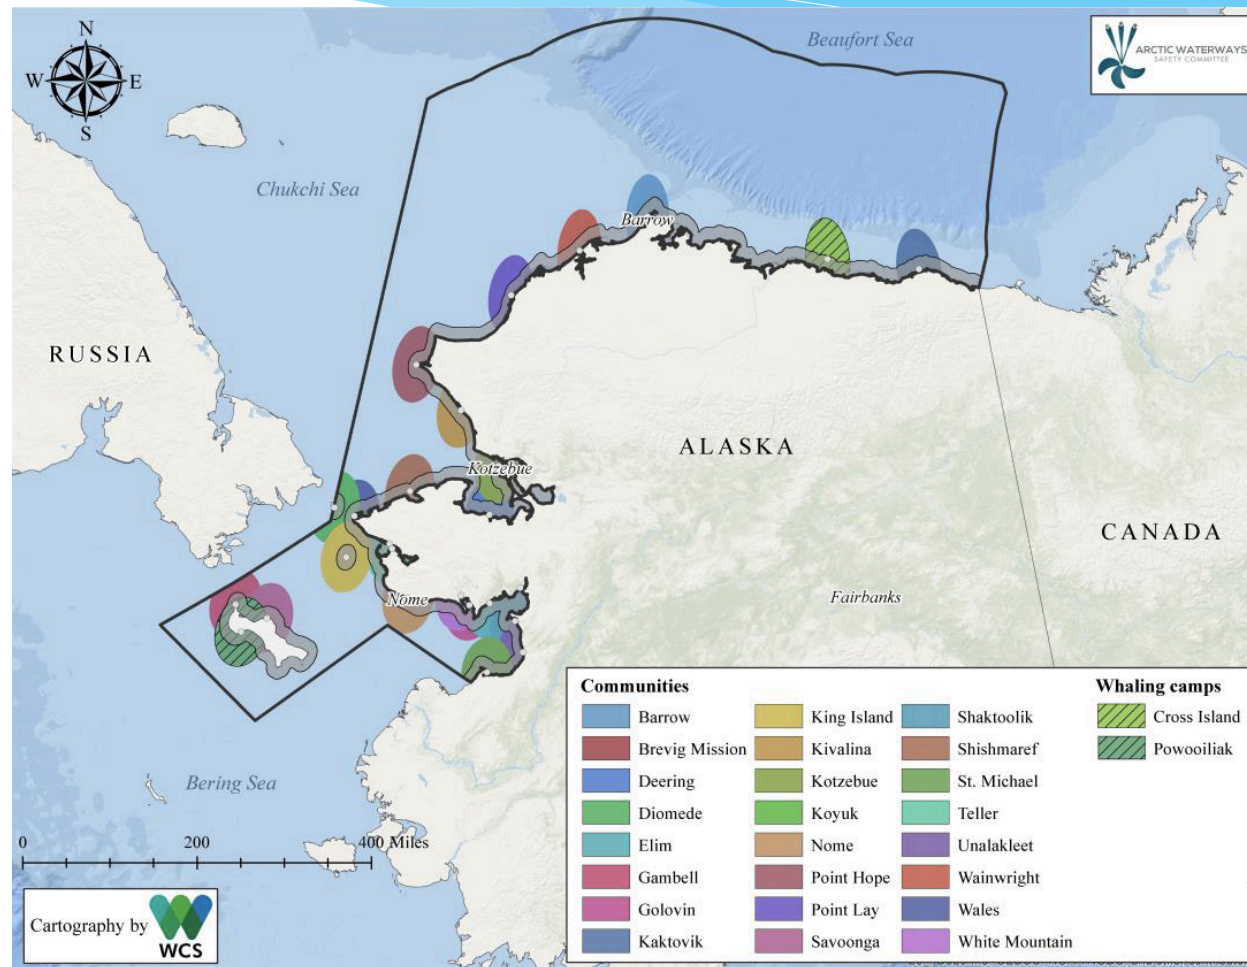 N
W
E
S
Beaufort Sea
ARCTIC WATERWAYS
SAFETY COMMITTEE
Chukchi Sea
Barrow
RUSSIA
ALASKA
Kotzebue
CANADA
Nome
Fairbanks
Bering Sea
0 200 400 Miles
Cartography by
WCS
Communities
Barrow
Brevig Mission
Deering
Diomede
Elim
Gambell
Golovin
Kaktovik
King Island
Kivalina
Kotzebue
Koyuk
Nome
Point Hope
Point Lay
Savoonga
Shaktoolik
Shishmaref
St. Michael
Teller
Unalakleet
Wainwright
Wales
White Mountain
Whaling camps
Cross Island
Powooiliak